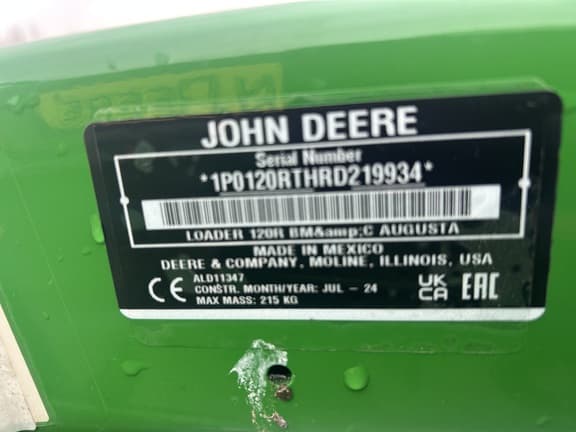 JOHN DEERE
Serial Number
*1P0120RTHRD219934*
LOADER 120R BM&amp;C AUGUSTA
MADE IN MEXICO
DEERE & COMPANY, MOLINE, ILLINOIS, USA
ALD11347
CE
CONSTR. MONTH/YEAR: JUL - 24
MAX MASS: 215 KG
UK
CA
EAC